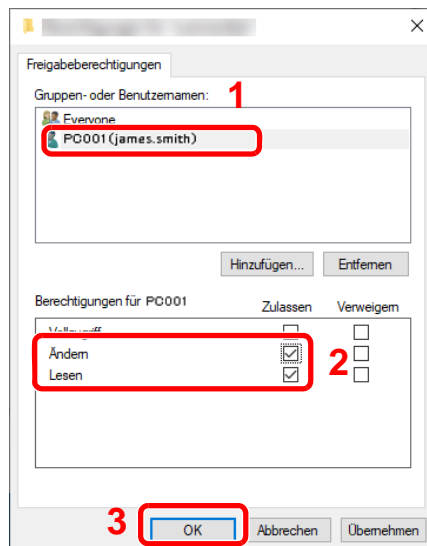 Freigabeberechtigungen
Gruppen- oder Benutzernamen: 1
Everyone
PC001(james.smith)
Hinzufügen... Entfernen
Berechtigungen für PC001 Zulassen Verweigern
Vollzugriff
Ändern
Lesen
2
3 OK Abbrechen Übernehmen